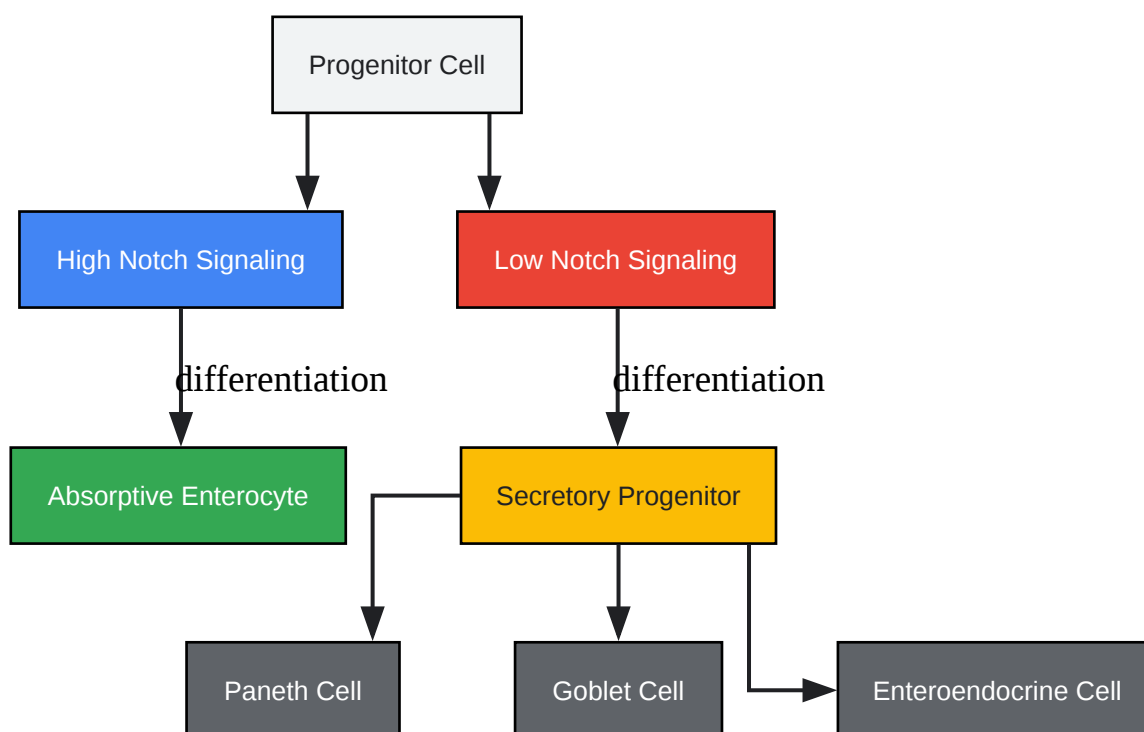 Progenitor Cell
High Notch Signaling
Low Notch Signaling
differentiation
differentiation
Absorptive Enterocyte
Secretory Progenitor
Paneth Cell
Goblet Cell
Enteroendocrine Cell